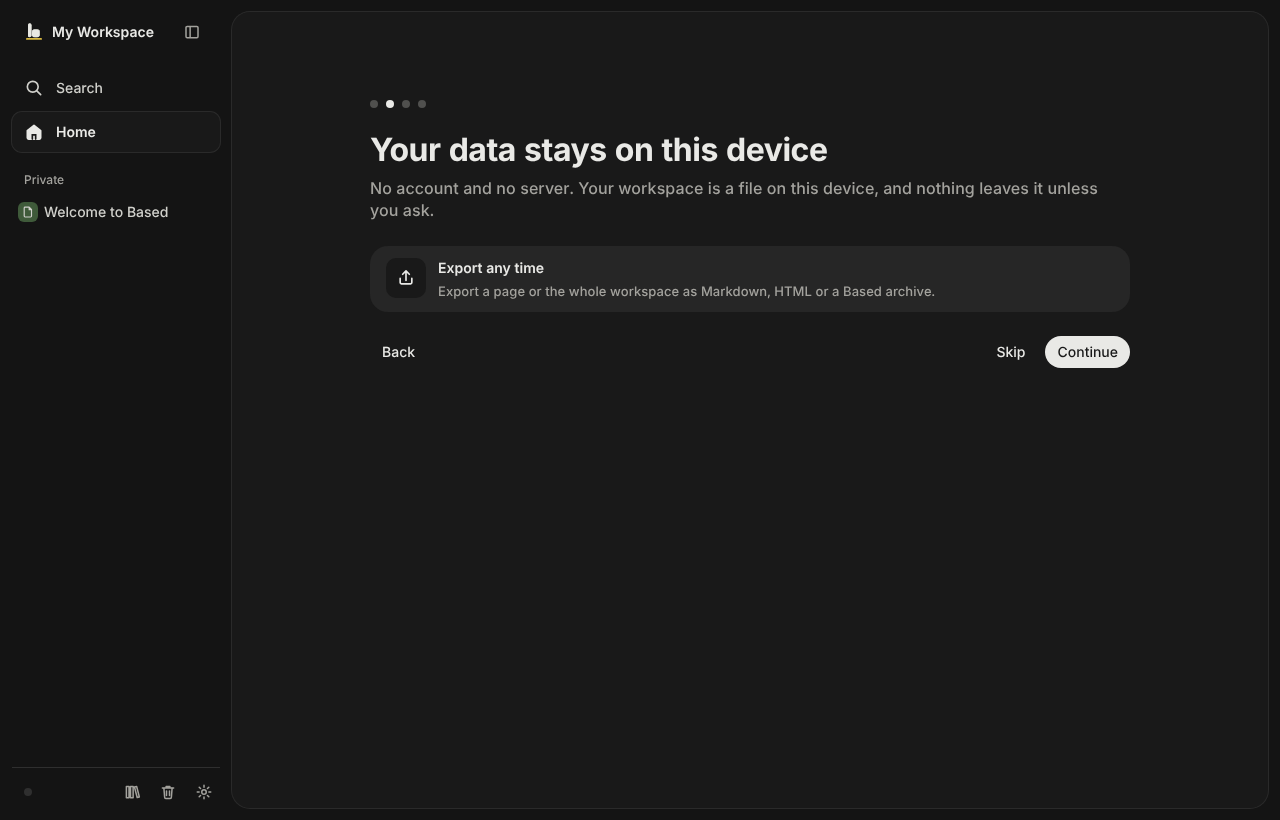 My Workspace
Search
Home
Private
Welcome to Based
Your data stays on this device
No account and no server. Your workspace is a file on this device, and nothing leaves it unless
you ask.
Export any time
Export a page or the whole workspace as Markdown, HTML or a Based archive.
Back
Skip
Continue